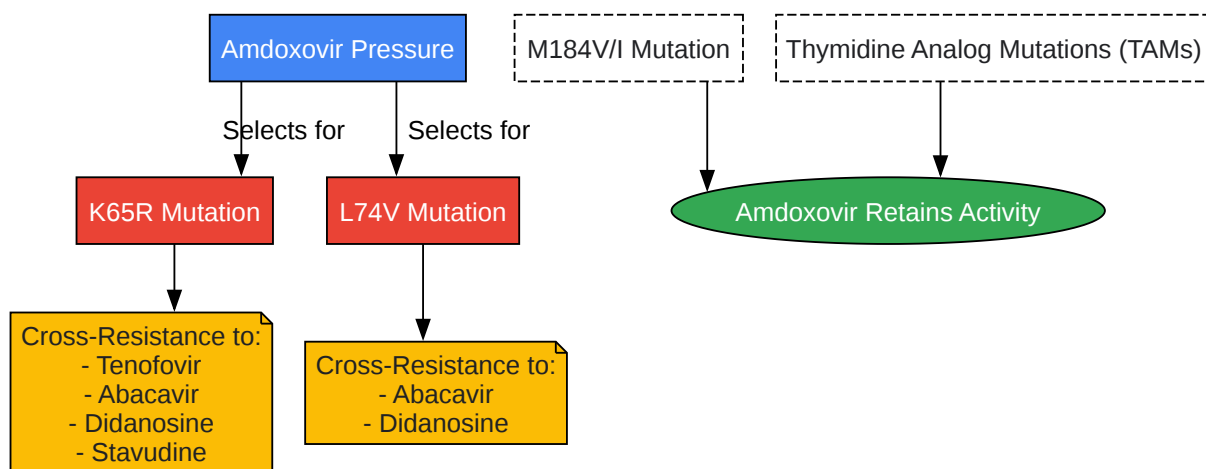 Amdoxovir Pressure
M184V/I Mutation
Thymidine Analog Mutations (TAMs)
Selects for
Selects for
K65R Mutation
L74V Mutation
Amdoxovir Retains Activity
Cross-Resistance to:
- Tenofovir
- Abacavir
- Didanosine
- Stavudine
Cross-Resistance to:
- Abacavir
- Didanosine